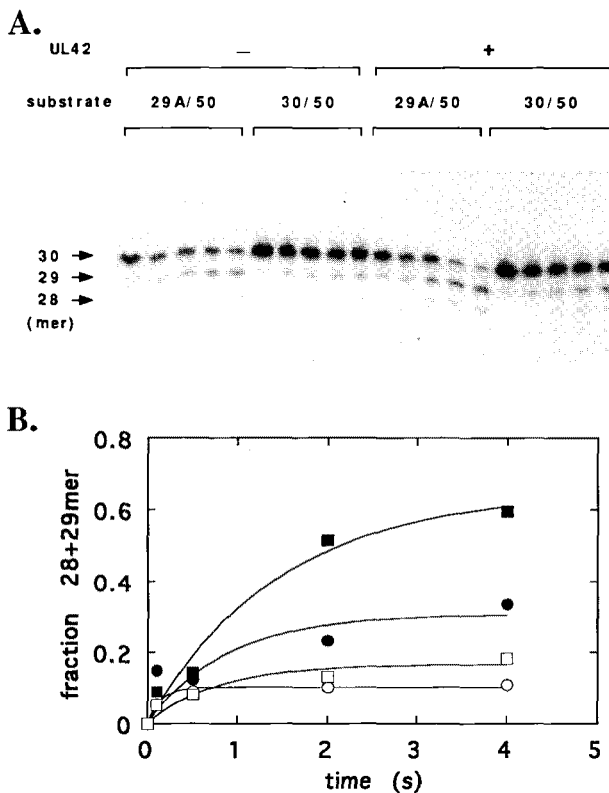 A.
UL42 − +
substrate 29A/50 30/50 29A/50 30/50
30
29
28
(mer)
B.
0.8
0.6
0.4
0.2
0
fraction 28+29mer
0 1 2 3 4 5
time (s)